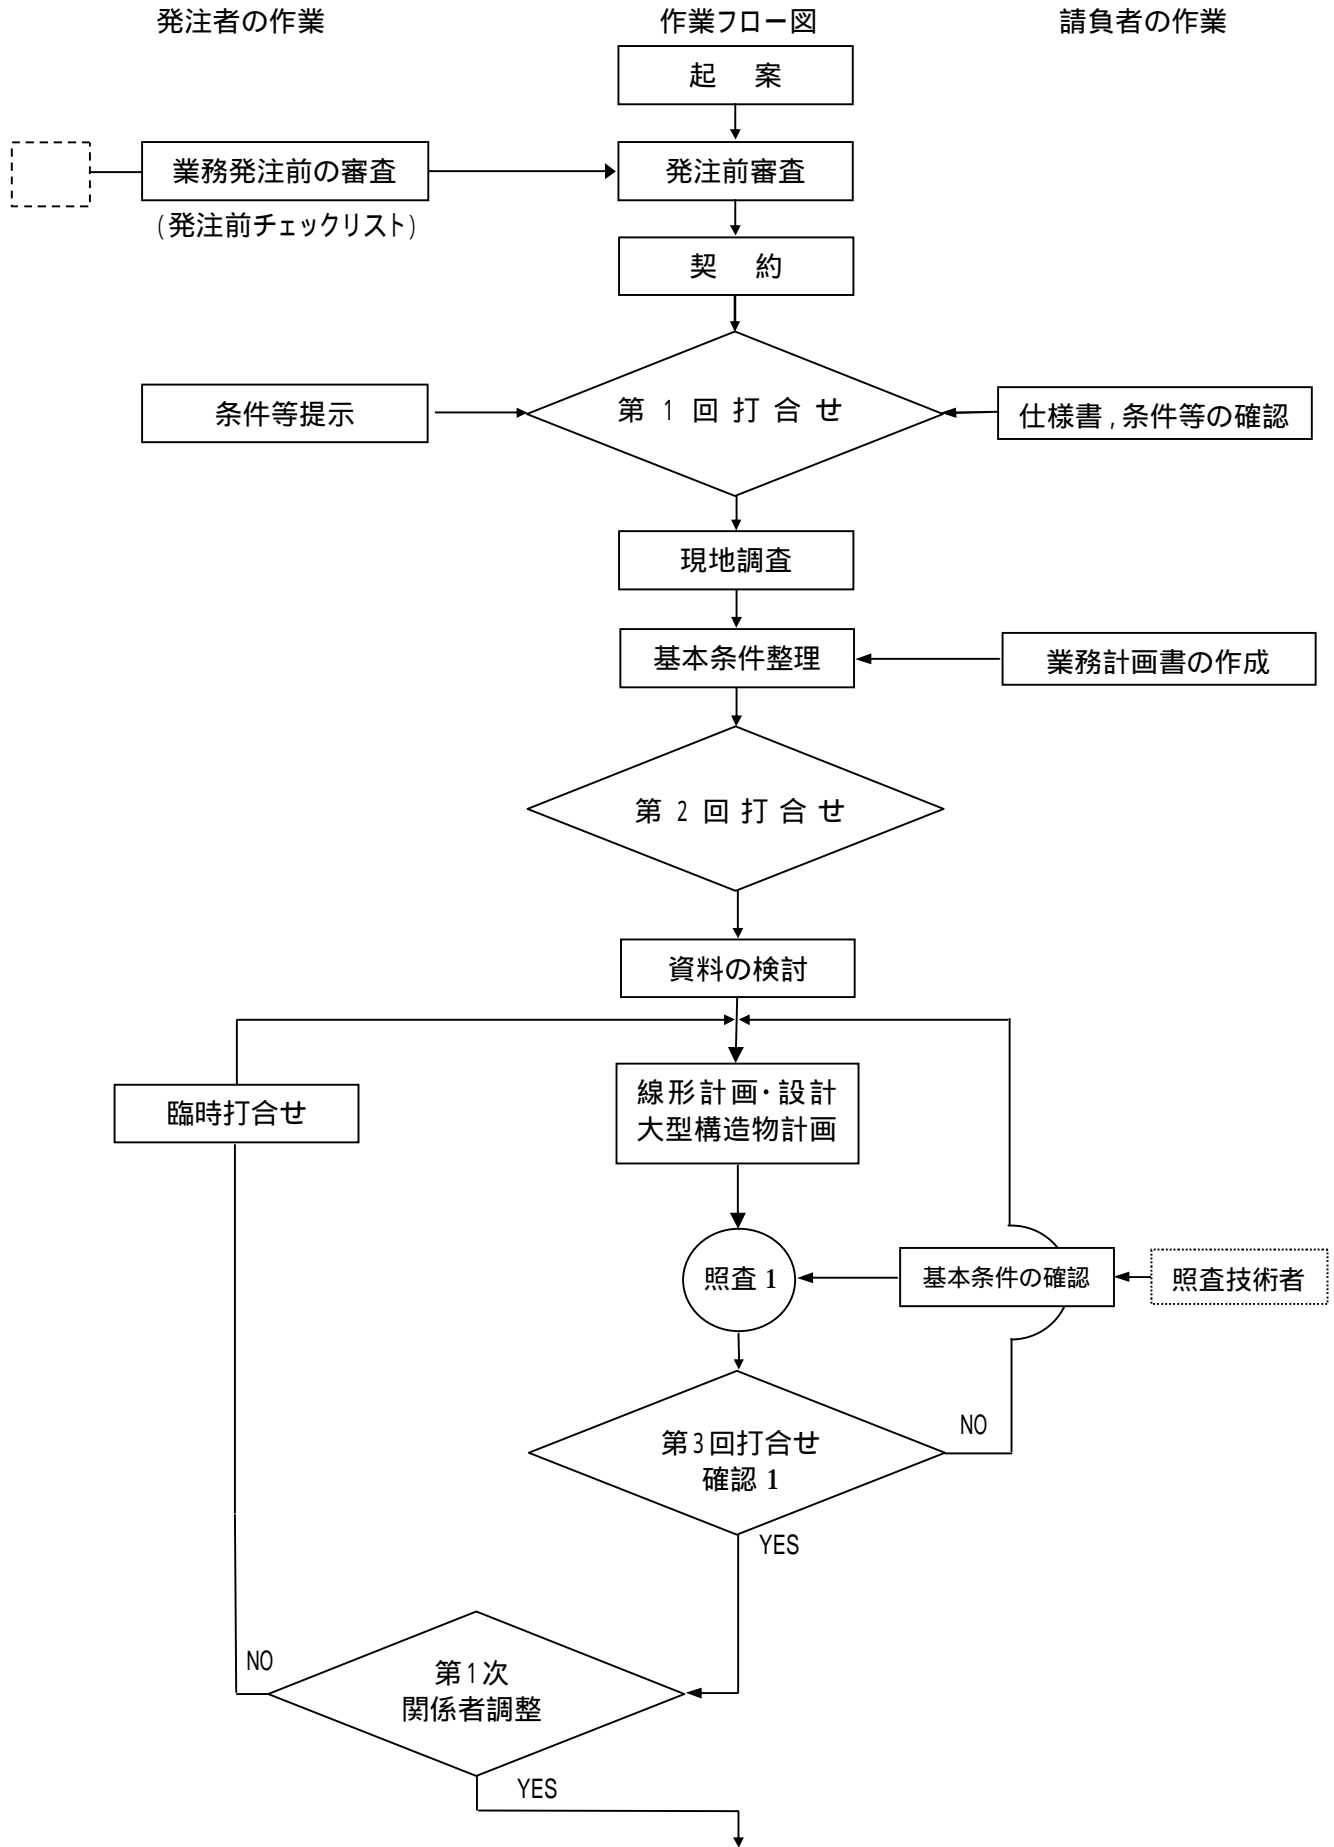 発注者の作業
作業フロー図
請負者の作業
起 案
業務発注前の審査
発注前審査
(発注前チェックリスト)
契 約
条件等提示
第 1 回 打 合 せ
仕様書,条件等の確認
現地調査
基本条件整理
業務計画書の作成
第 2 回 打 合 せ
資料の検討
臨時打合せ
線形計画・設計
大型構造物計画
照査 1
基本条件の確認
照査技術者
第3回打合せ
確認 1
NO
YES
第1次
関係者調整
NO
YES